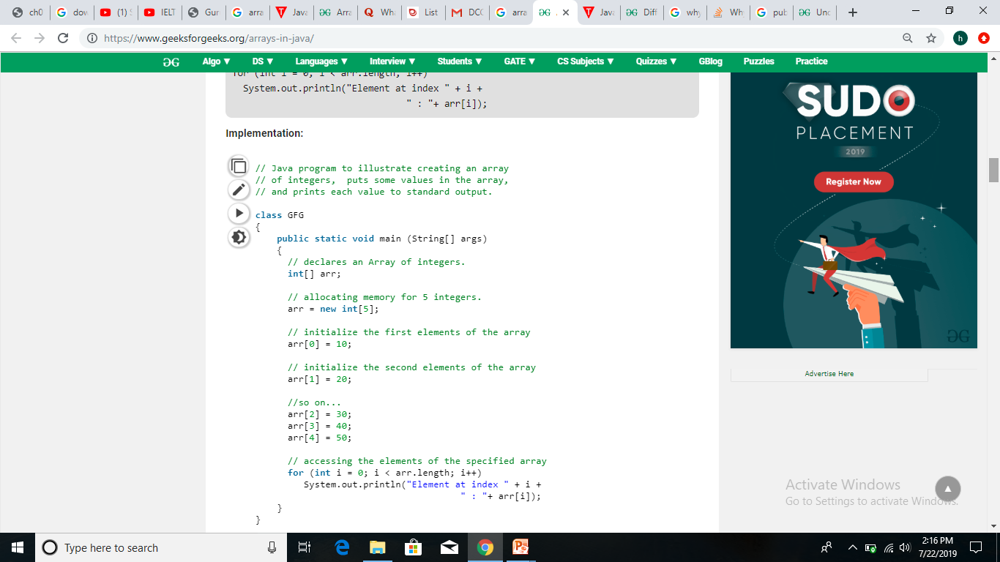 ch0
dow
(1)
IELT
Gur
arra
Java
Arra
Wha
List
DCC
arra
Java
Diff
why
Why
pub
Unc
https://www.geeksforgeeks.org/arrays-in-java/
h
Algo ▼ DS ▼ Languages ▼ Interview ▼ Students ▼ GATE ▼ CS Subjects ▼ Quizzes ▼ GBlog Puzzles Practice
for (int i = 0; i < arr.length; i++)
System.out.println("Element at index " + i +
" : "+ arr[i]);
Implementation:
// Java program to illustrate creating an array
// of integers,  puts some values in the array,
// and prints each value to standard output.
class GFG
{
public static void main (String[] args)
{
// declares an Array of integers.
int[] arr;
// allocating memory for 5 integers.
arr = new int[5];
// initialize the first elements of the array
arr[0] = 10;
// initialize the second elements of the array
arr[1] = 20;
//so on...
arr[2] = 30;
arr[3] = 40;
arr[4] = 50;
// accessing the elements of the specified array
for (int i = 0; i < arr.length; i++)
System.out.println("Element at index " + i +
" : "+ arr[i]);
}
}
SUDO
PLACEMENT
2019
Register Now
Advertise Here
Activate Windows
Go to Settings to activate Windows.
Type here to search
2:16 PM
7/22/2019